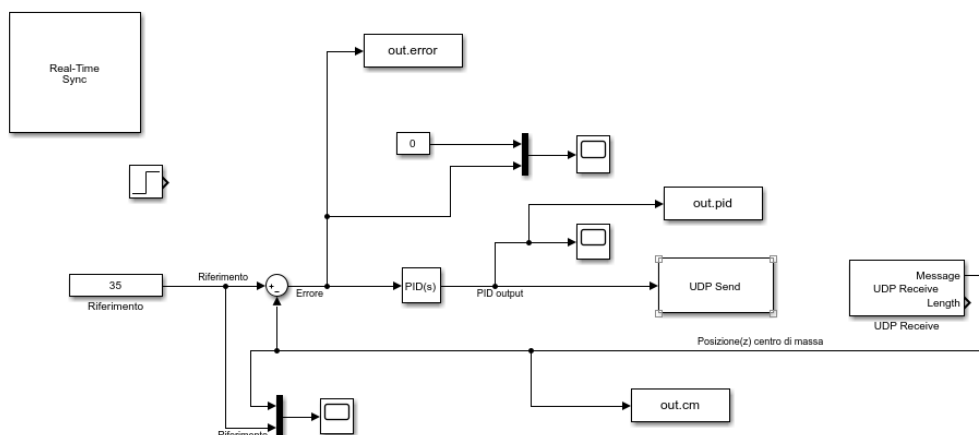 Real-Time
Sync
out.error
0
out.pid
35
Riferimento
Riferimento
+
−
Errore
PID(s)
PID output
UDP Send
Message
UDP Receive
Length
UDP Receive
Posizione(z) centro di massa
out.cm
Riferimento